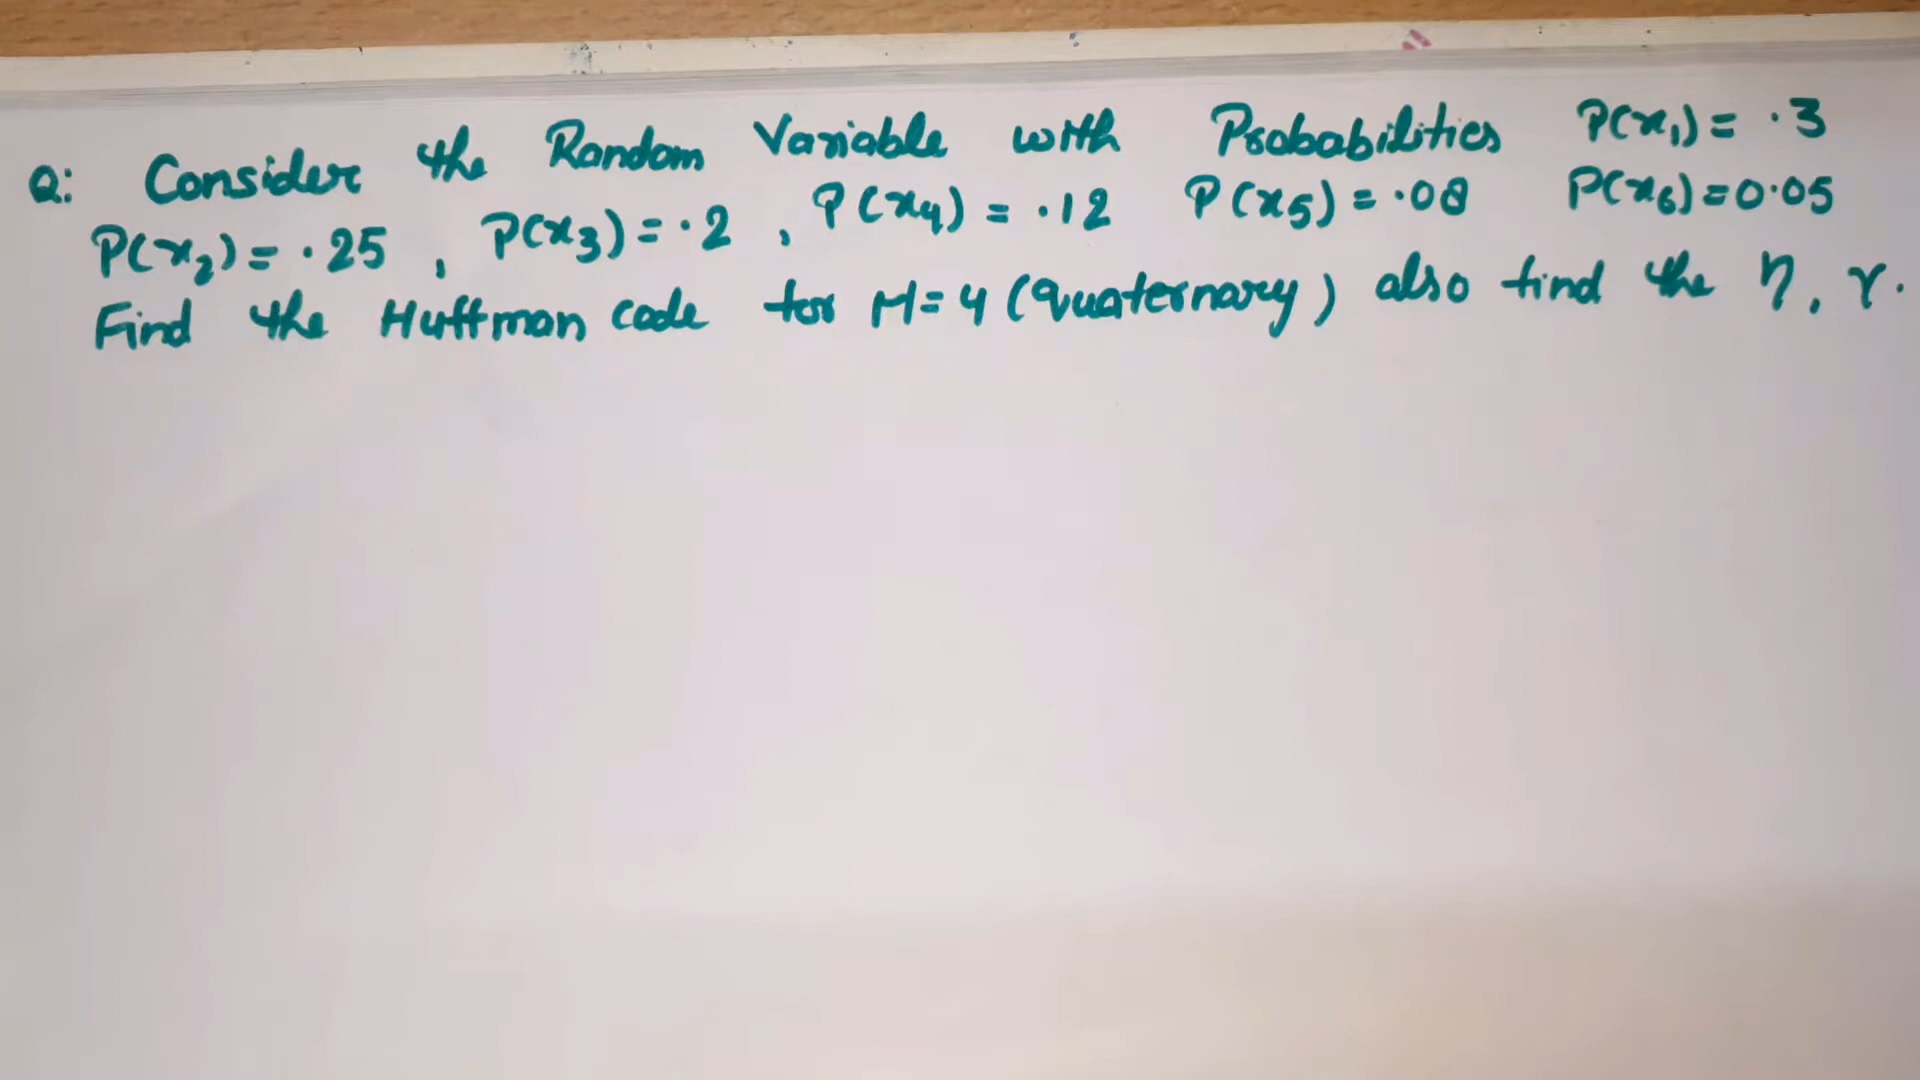 Q: Consider the Random Variable with Probabilities P(x₁) = .3
P(x₂) = .25 , P(x₃) = .2 , P(x₄) = .12 P(x₅) = .08 P(x₆) = 0.05
Find the Huffman code for M=4 (Quaternary) also find the η, γ.